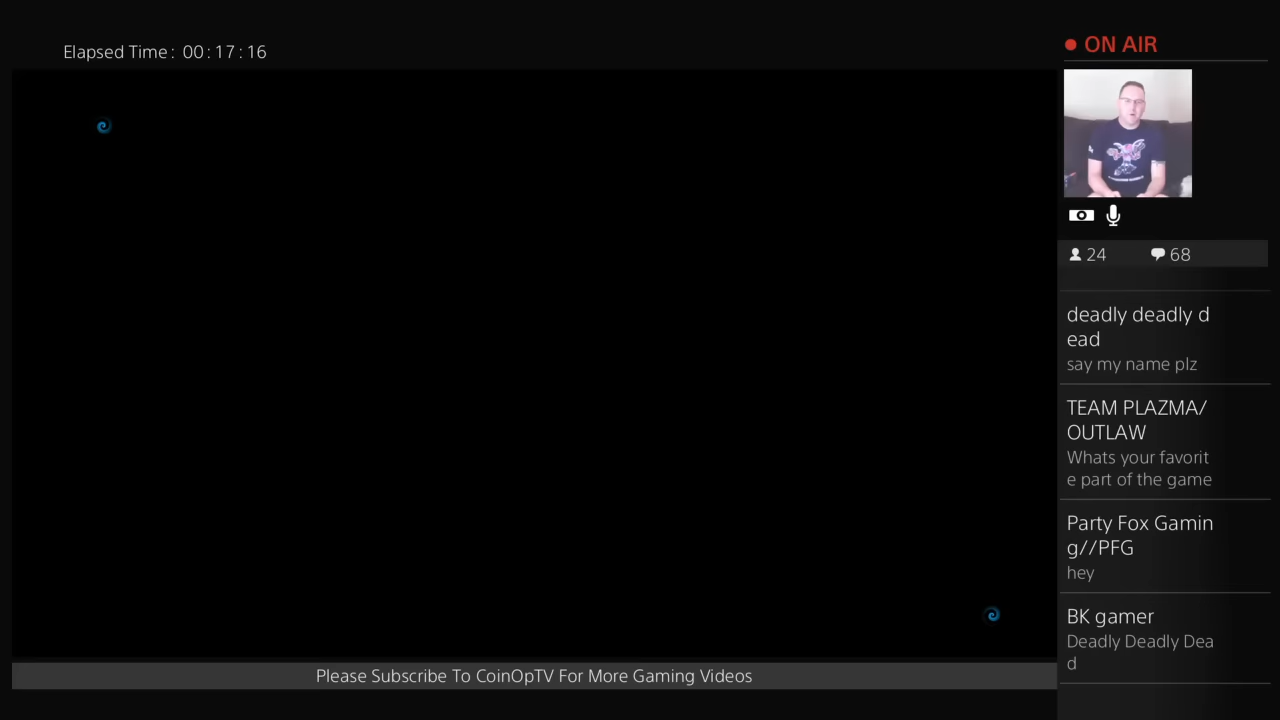 Elapsed Time: 00:17:16
ON AIR
24 68
deadly deadly d
ead
say my name plz
TEAM PLAZMA/
OUTLAW
Whats your favorit
e part of the game
Party Fox Gamin
g//PFG
hey
BK gamer
Deadly Deadly Dea
d
Please Subscribe To CoinOpTV For More Gaming Videos